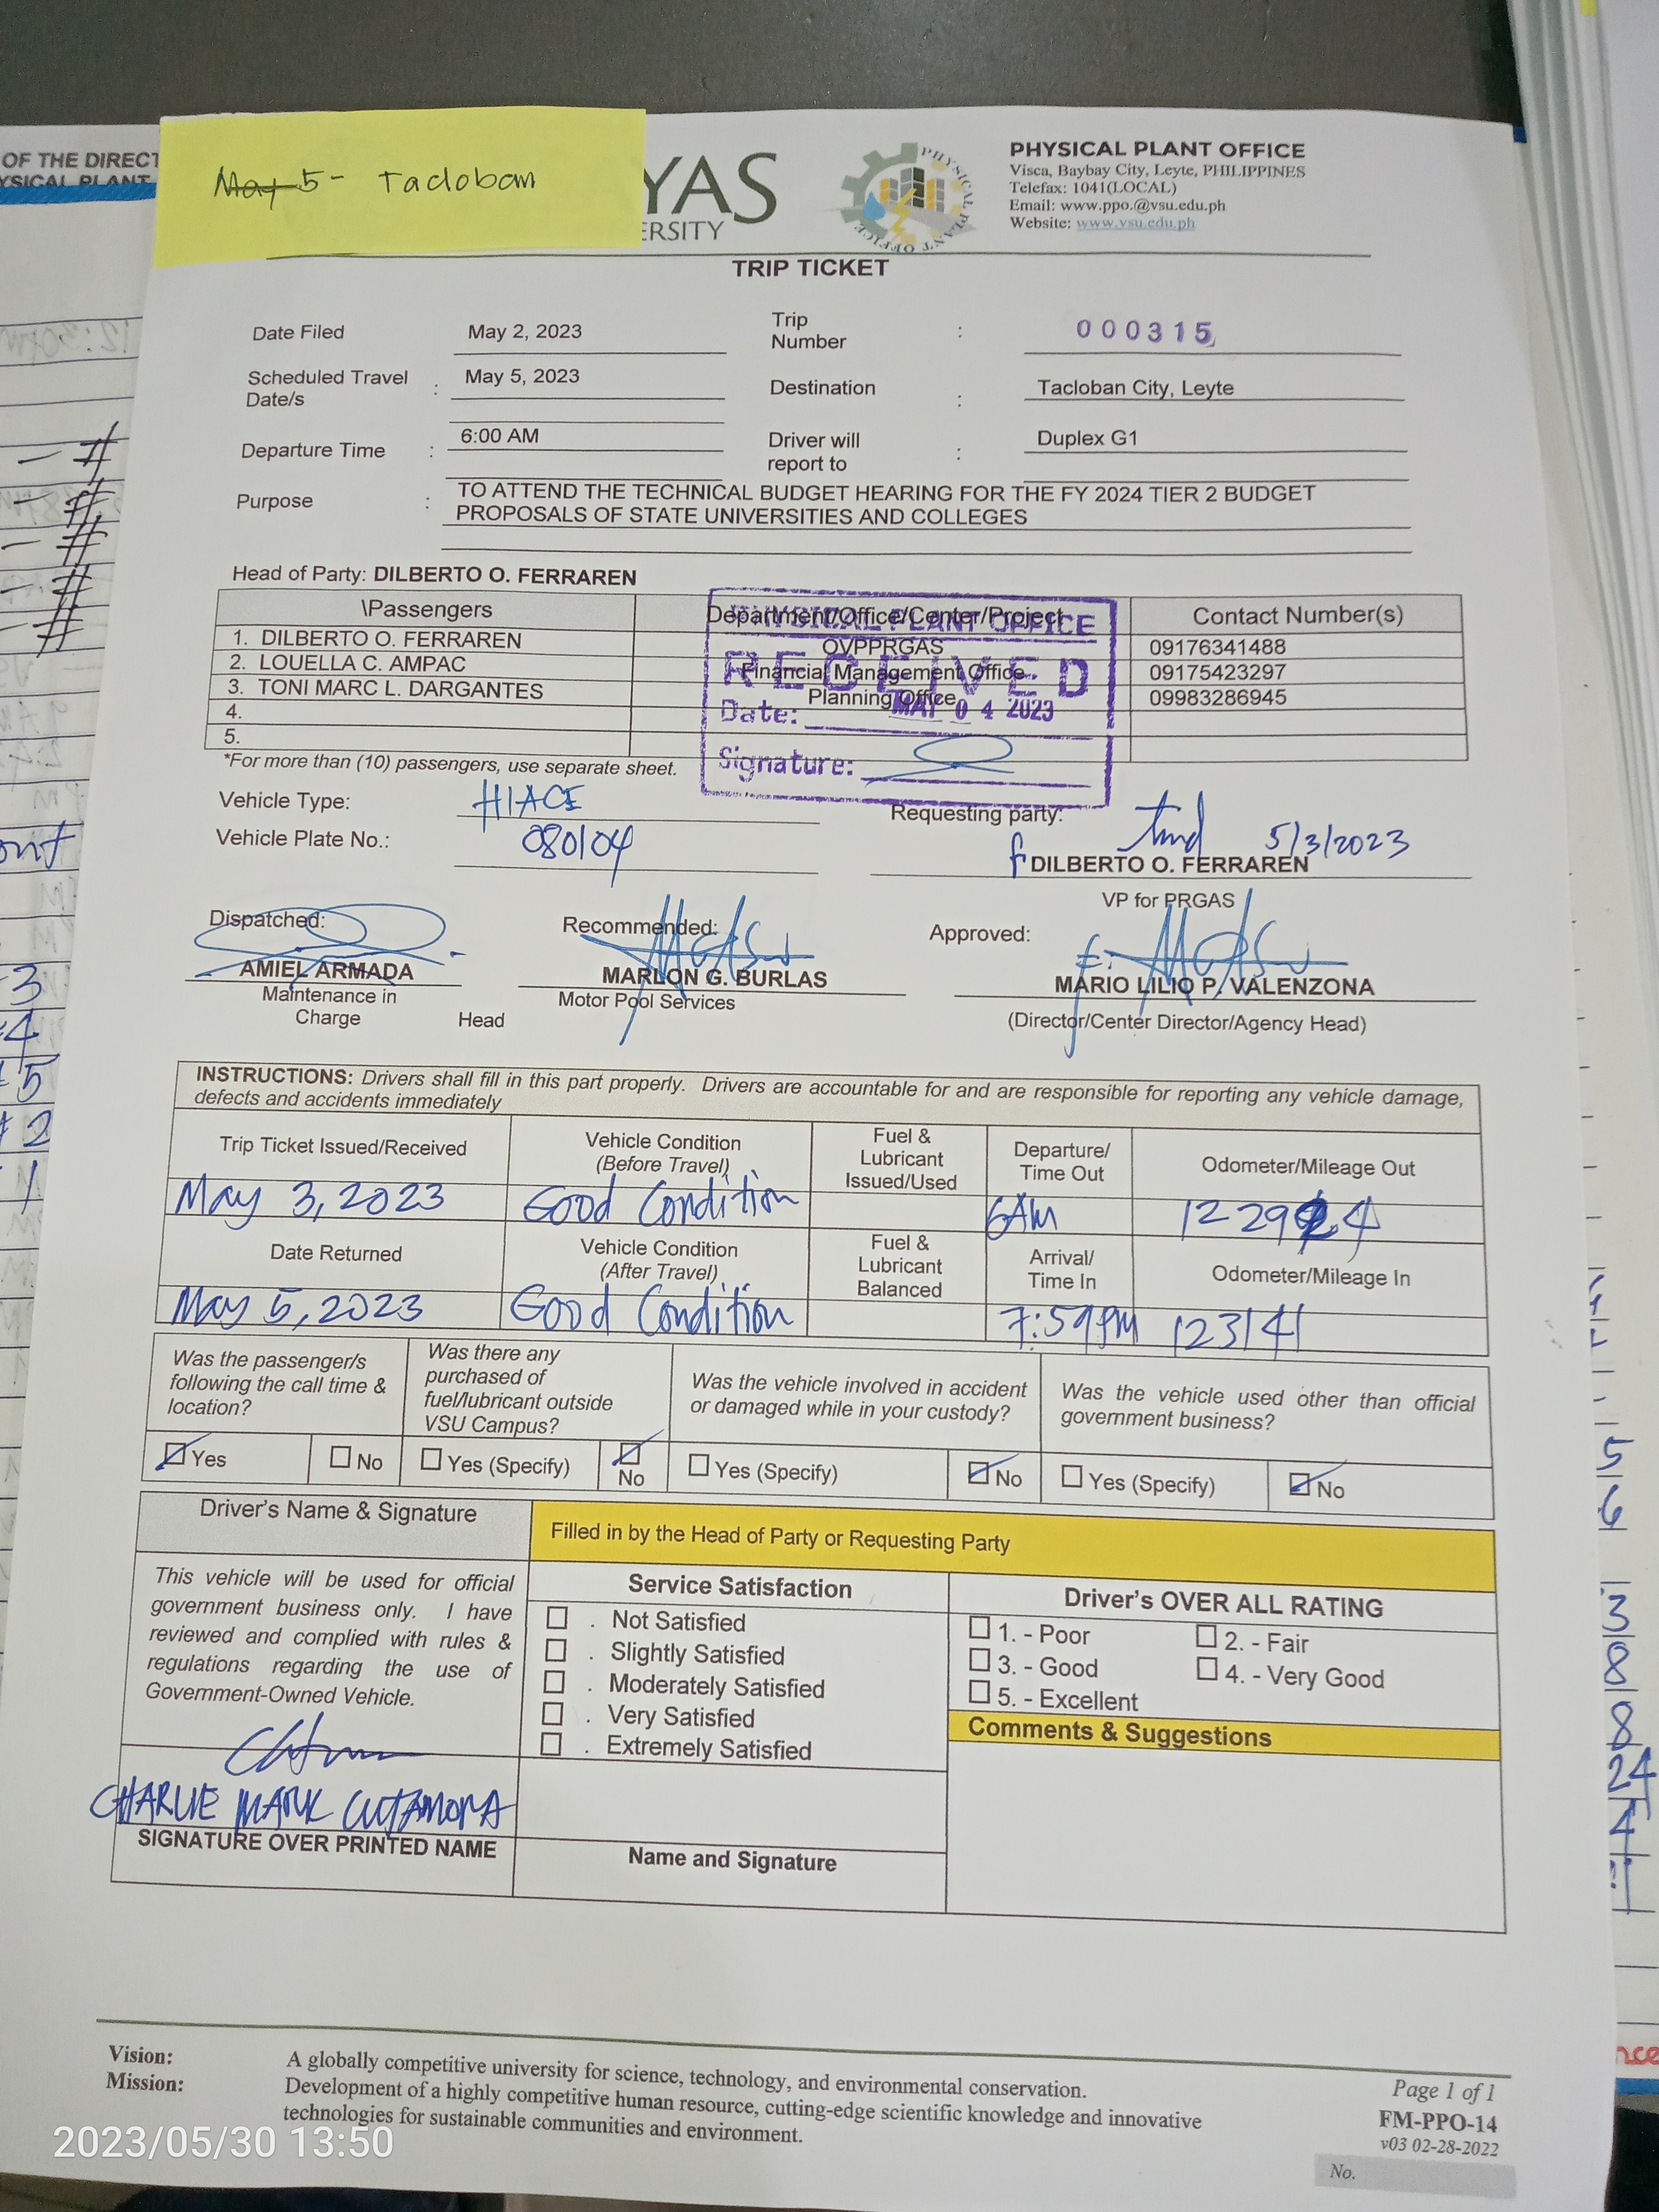 OF THE DIRECT
YSICAL PLANT
May 5 - Tacloban
YAS
ERSITY
PHYSICAL PLANT OFFICE
PHYSICAL PLANT OFFICE
Visca, Baybay City, Leyte, PHILIPPINES
Telefax: 1041(LOCAL)
Email: www.ppo.@vsu.edu.ph
Website: www.vsu.edu.ph
TRIP TICKET
Date Filed May 2, 2023 Trip Number : 000315
Scheduled Travel Date/s : May 5, 2023 Destination : Tacloban City, Leyte
Departure Time : 6:00 AM Driver will report to : Duplex G1
Purpose : TO ATTEND THE TECHNICAL BUDGET HEARING FOR THE FY 2024 TIER 2 BUDGET
PROPOSALS OF STATE UNIVERSITIES AND COLLEGES
Head of Party: DILBERTO O. FERRAREN
\Passengers Department/Office/Center/Project Contact Number(s)
1. DILBERTO O. FERRAREN OVPPRGAS 09176341488
2. LOUELLA C. AMPAC Financial Management Office 09175423297
3. TONI MARC L. DARGANTES Planning Office 09983286945
4.
5.
PHYSICAL PLANT OFFICE
RECEIVED
Date: MAY 04 2023
Signature:
*For more than (10) passengers, use separate sheet.
Vehicle Type: HIACE
Requesting party:
Vehicle Plate No.: 080104
5/3/2023
f DILBERTO O. FERRAREN
VP for PRGAS
Dispatched: Recommended: Approved:
AMIEL ARMADA MARLON G. BURLAS MARIO LILIO P. VALENZONA
Maintenance in Charge Head Motor Pool Services (Director/Center Director/Agency Head)
INSTRUCTIONS: Drivers shall fill in this part properly. Drivers are accountable for and are responsible for reporting any vehicle damage,
defects and accidents immediately
Trip Ticket Issued/Received Vehicle Condition (Before Travel) Fuel & Lubricant Issued/Used Departure/ Time Out Odometer/Mileage Out
May 3, 2023 Good Condition 6AM
Date Returned Vehicle Condition (After Travel) Fuel & Lubricant Balanced Arrival/ Time In Odometer/Mileage In
May 5, 2023 Good Condition 7:59PM 123141
Was the passenger/s following the call time & location?
Was there any purchased of fuel/lubricant outside VSU Campus?
Was the vehicle involved in accident or damaged while in your custody?
Was the vehicle used other than official government business?
Yes No Yes (Specify) No Yes (Specify) No Yes (Specify) No
Driver's Name & Signature
Filled in by the Head of Party or Requesting Party
This vehicle will be used for official
government business only. I have
reviewed and complied with rules &
regulations regarding the use of
Government-Owned Vehicle.
CHARLIE MARK CUTAMORA
SIGNATURE OVER PRINTED NAME
Service Satisfaction
. Not Satisfied
. Slightly Satisfied
. Moderately Satisfied
. Very Satisfied
. Extremely Satisfied
Name and Signature
Driver's OVER ALL RATING
1. - Poor 2. - Fair
3. - Good 4. - Very Good
5. - Excellent
Comments & Suggestions
Vision: A globally competitive university for science, technology, and environmental conservation.
Mission: Development of a highly competitive human resource, cutting-edge scientific knowledge and innovative
technologies for sustainable communities and environment.
Page 1 of 1
FM-PPO-14
v03 02-28-2022
No.
2023/05/30 13:50